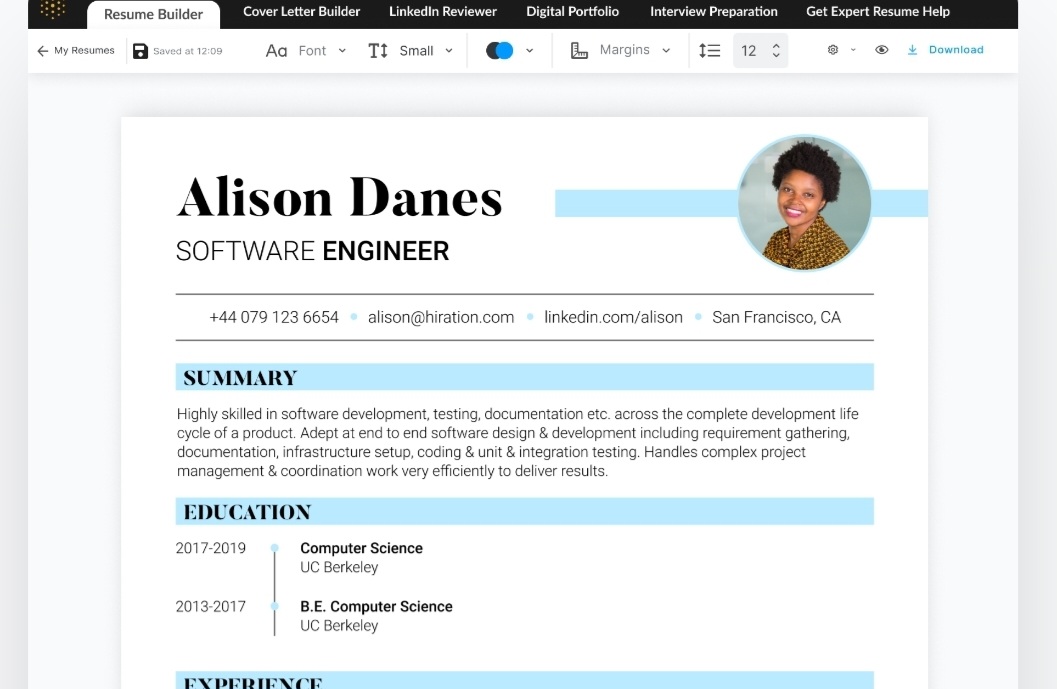 Resume Builder
Cover Letter Builder
LinkedIn Reviewer
Digital Portfolio
Interview Preparation
Get Expert Resume Help
My Resumes
Saved at 12:09
Aa Font
Small
Margins
12
Download
Alison Danes
SOFTWARE ENGINEER
+44 079 123 6654 • alison@hiration.com • linkedin.com/alison • San Francisco, CA
SUMMARY
Highly skilled in software development, testing, documentation etc. across the complete development life
cycle of a product. Adept at end to end software design & development including requirement gathering,
documentation, infrastructure setup, coding & unit & integration testing. Handles complex project
management & coordination work very efficiently to deliver results.
EDUCATION
2017-2019
Computer Science
UC Berkeley
2013-2017
B.E. Computer Science
UC Berkeley
EXPERIENCE